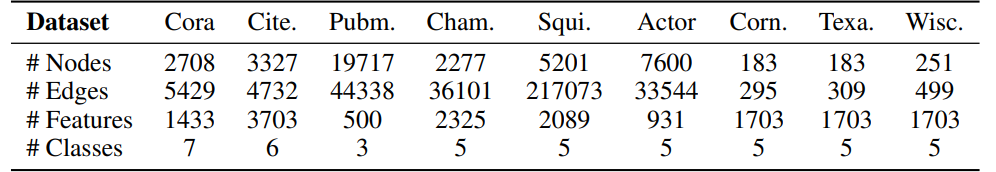 Dataset Cora Cite. Pubm. Cham. Squi. Actor Corn. Texa. Wisc.
# Nodes 2708 3327 19717 2277 5201 7600 183 183 251
# Edges 5429 4732 44338 36101 217073 33544 295 309 499
# Features 1433 3703 500 2325 2089 931 1703 1703 1703
# Classes 7 6 3 5 5 5 5 5 5